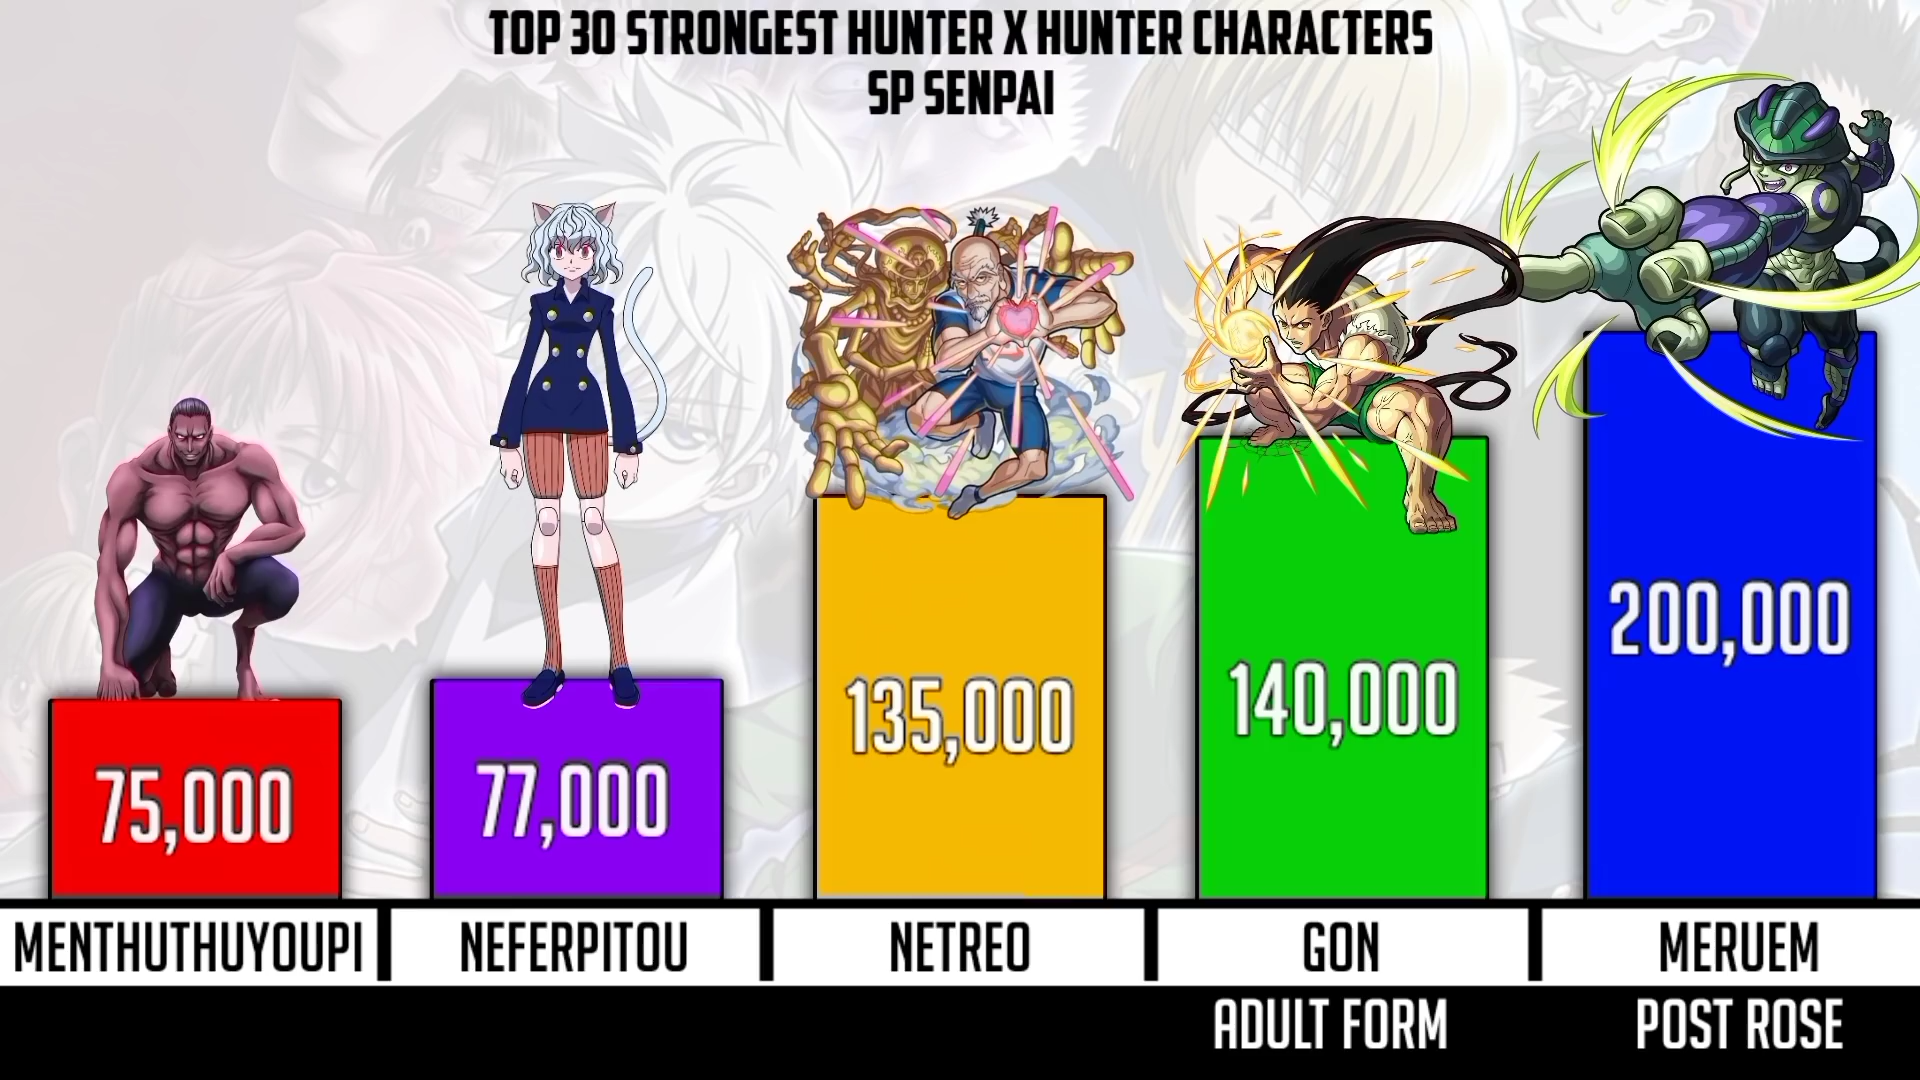 TOP 30 STRONGEST HUNTER X HUNTER CHARACTERS
SP SENPAI
75,000
77,000
135,000
140,000
200,000
MENTHUTHUYOUPI
NEFERPITOU
NETREO
GON
MERUEM
ADULT FORM
POST ROSE